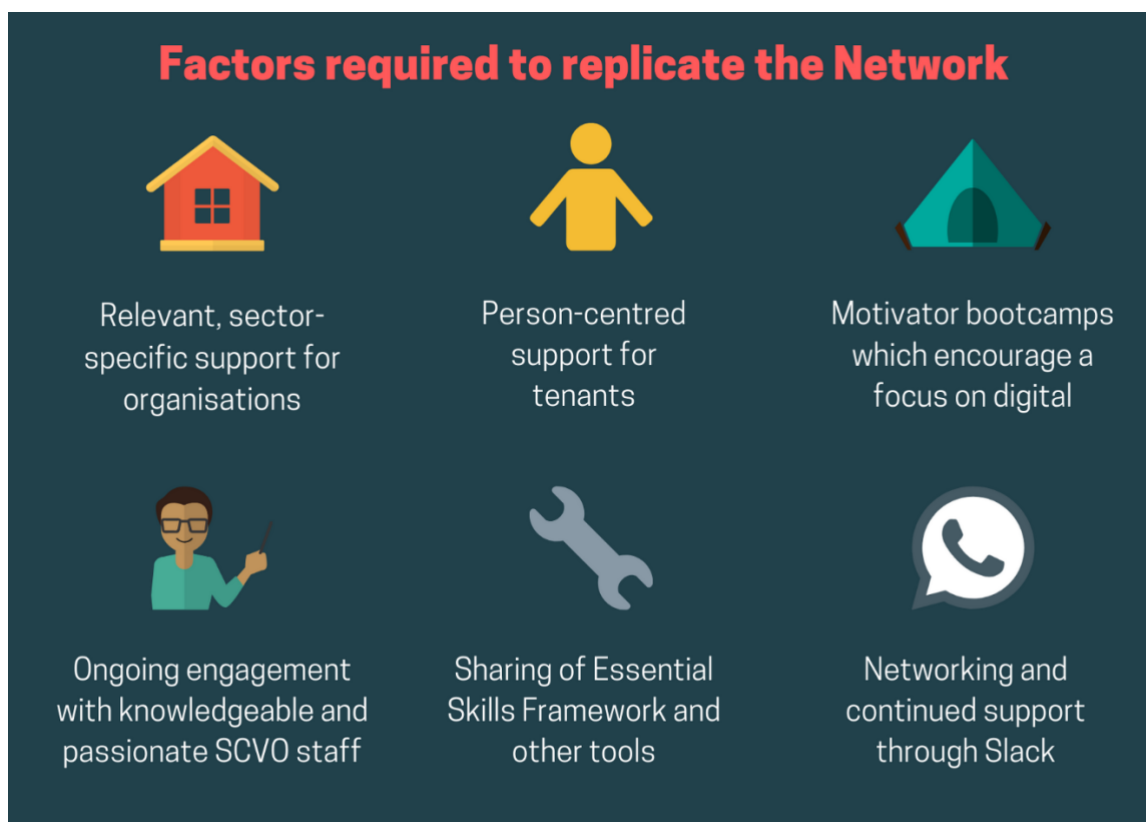 Factors required to replicate the Network
Relevant, sector-
specific support for
organisations
Person-centred
support for
tenants
Motivator bootcamps
which encourage a
focus on digital
Ongoing engagement
with knowledgeable and
passionate SCVO staff
Sharing of Essential
Skills Framework and
other tools
Networking and
continued support
through Slack